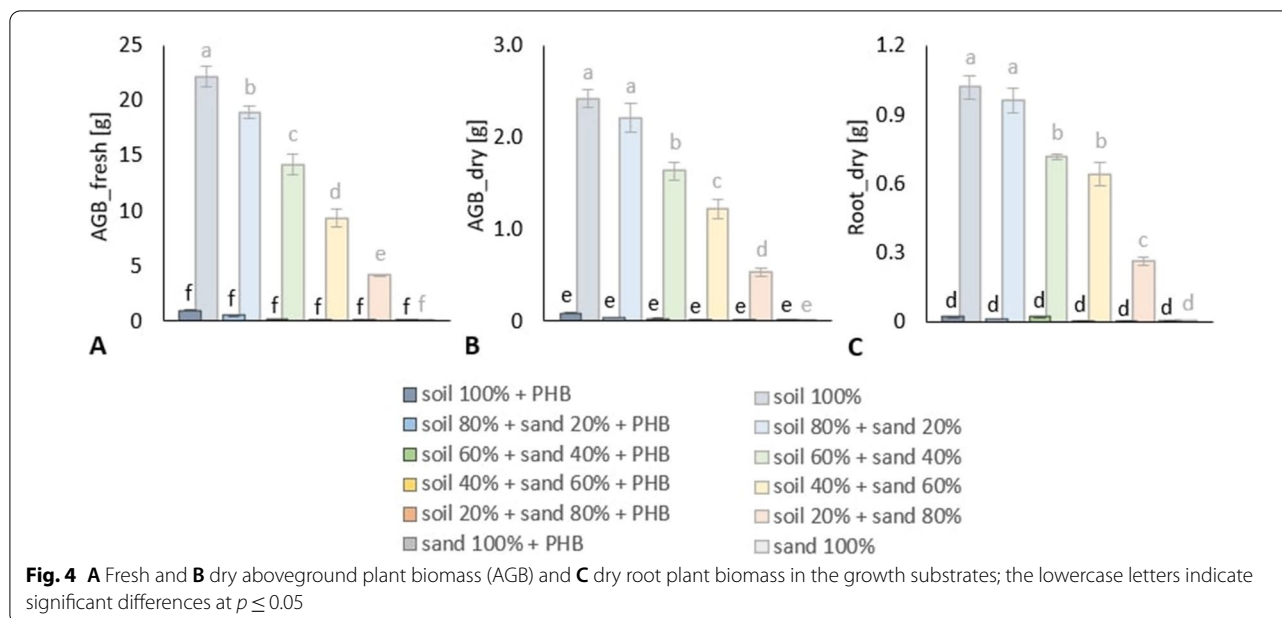 25
20
15
10
5
0
AGB_fresh [g]
a
b
c
d
e
f f f f f f f
A
3.0
2.0
1.0
0
AGB_dry [g]
a
a
b
c
d
e e e e e e e
B
1.2
0.9
0.6
0.3
0
Root_dry [g]
a
a
b
b
c
d d d d d d d
C
soil 100% + PHB
soil 80% + sand 20% + PHB
soil 60% + sand 40% + PHB
soil 40% + sand 60% + PHB
soil 20% + sand 80% + PHB
sand 100% + PHB
soil 100%
soil 80% + sand 20%
soil 60% + sand 40%
soil 40% + sand 60%
soil 20% + sand 80%
sand 100%
Fig. 4 A Fresh and B dry aboveground plant biomass (AGB) and C dry root plant biomass in the growth substrates; the lowercase letters indicate
significant differences at p ≤ 0.05